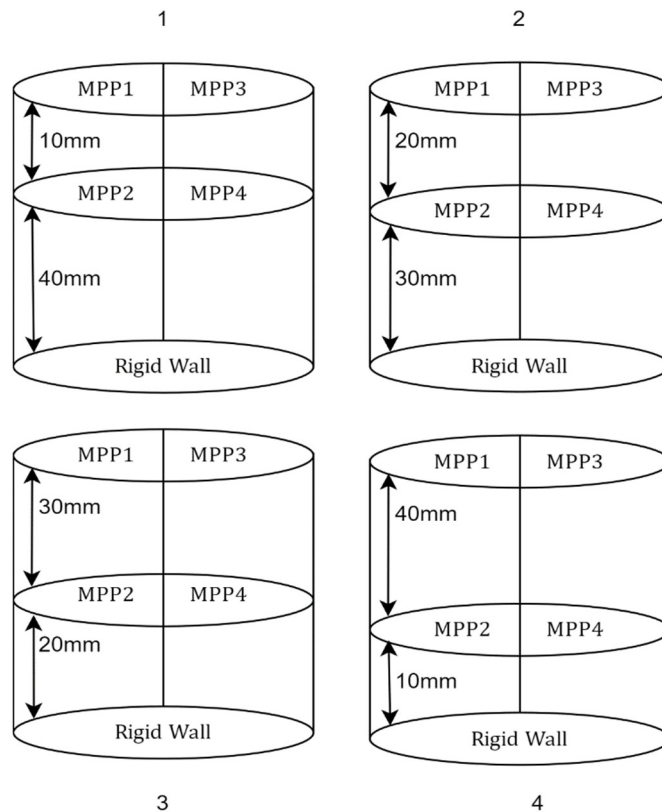 1
2
MPP1 MPP3
10mm
MPP2 MPP4
40mm
Rigid Wall
MPP1 MPP3
20mm
MPP2 MPP4
30mm
Rigid Wall
MPP1 MPP3
30mm
MPP2 MPP4
20mm
Rigid Wall
MPP1 MPP3
40mm
MPP2 MPP4
10mm
Rigid Wall
3
4